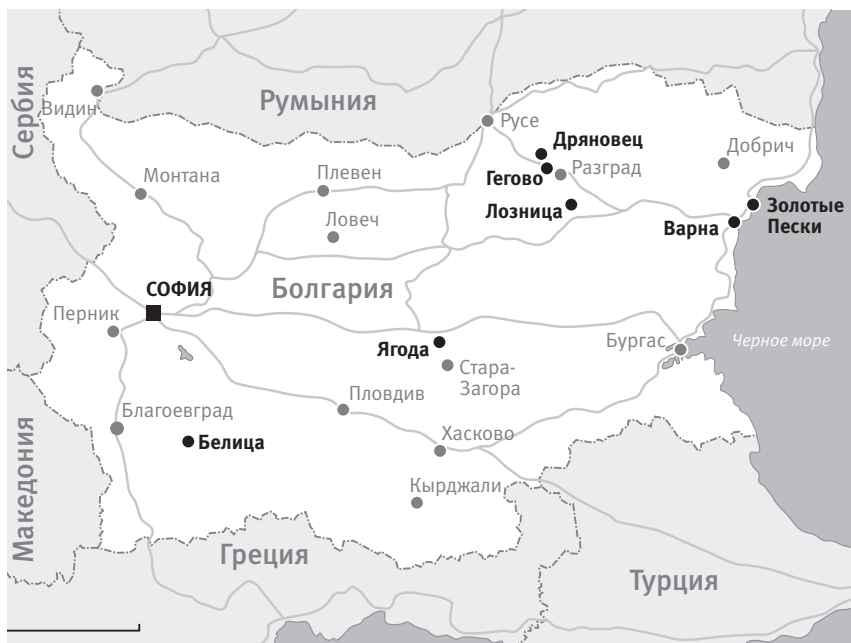 Сербия
Румыния
Видин
Русе
Дряновец
Добрич
Монтана
Плевен
Гегово
Разград
Ловеч
Лозница
Золотые
Пески
Варна
СОФИЯ
Болгария
Перник
Ягода
Бургас
Черное море
Стара-
Загора
Благоевград
Пловдив
Белица
Хасково
Кырджали
Македония
Греция
Турция